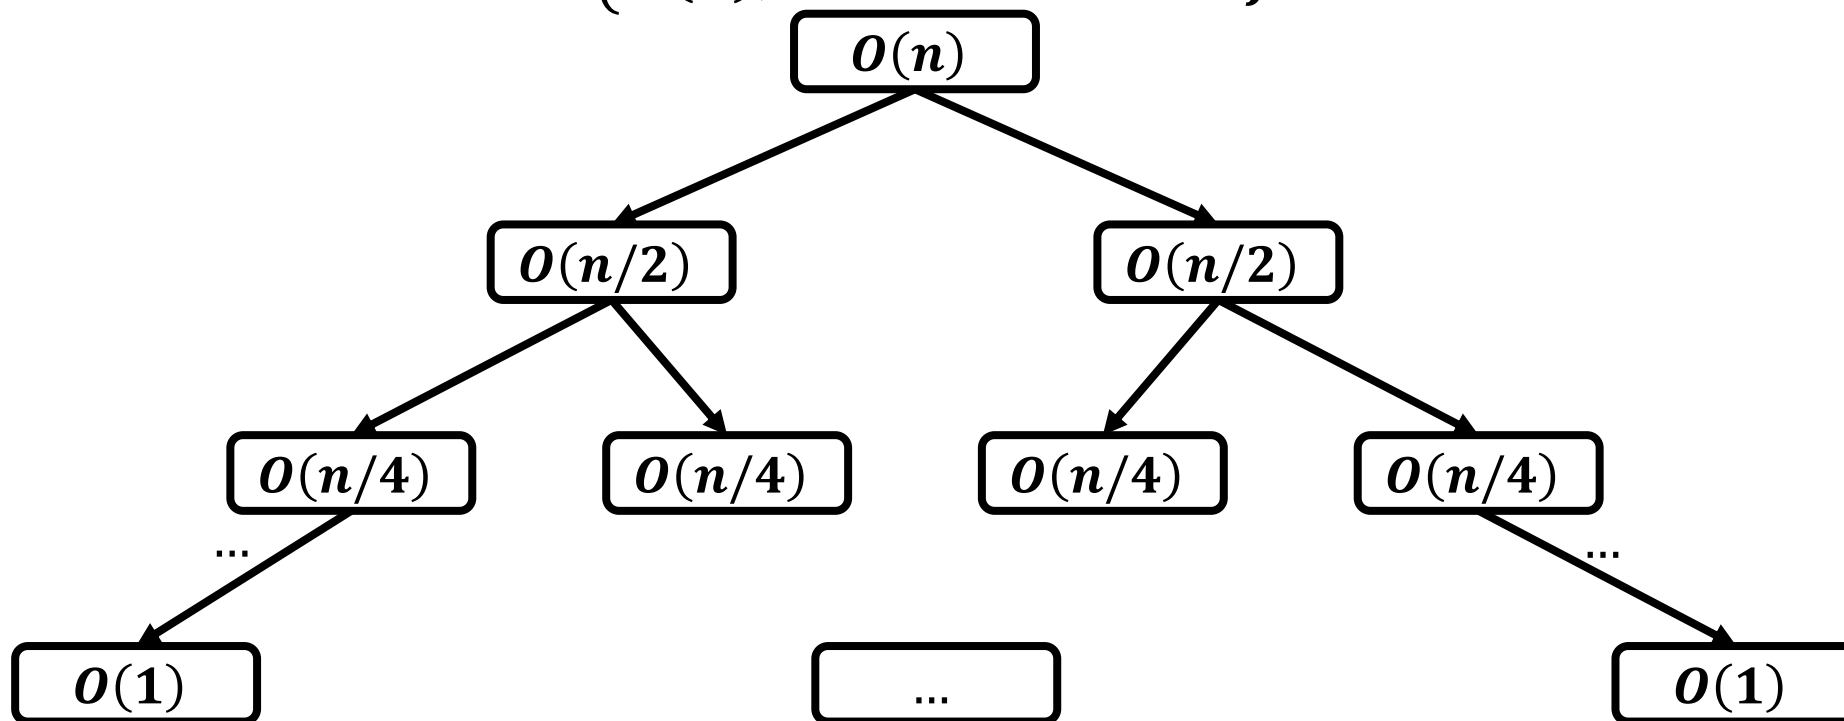 O(n)
O(n/2) O(n/2)
O(n/4) O(n/4) O(n/4) O(n/4)
... ...
O(1) ... O(1)